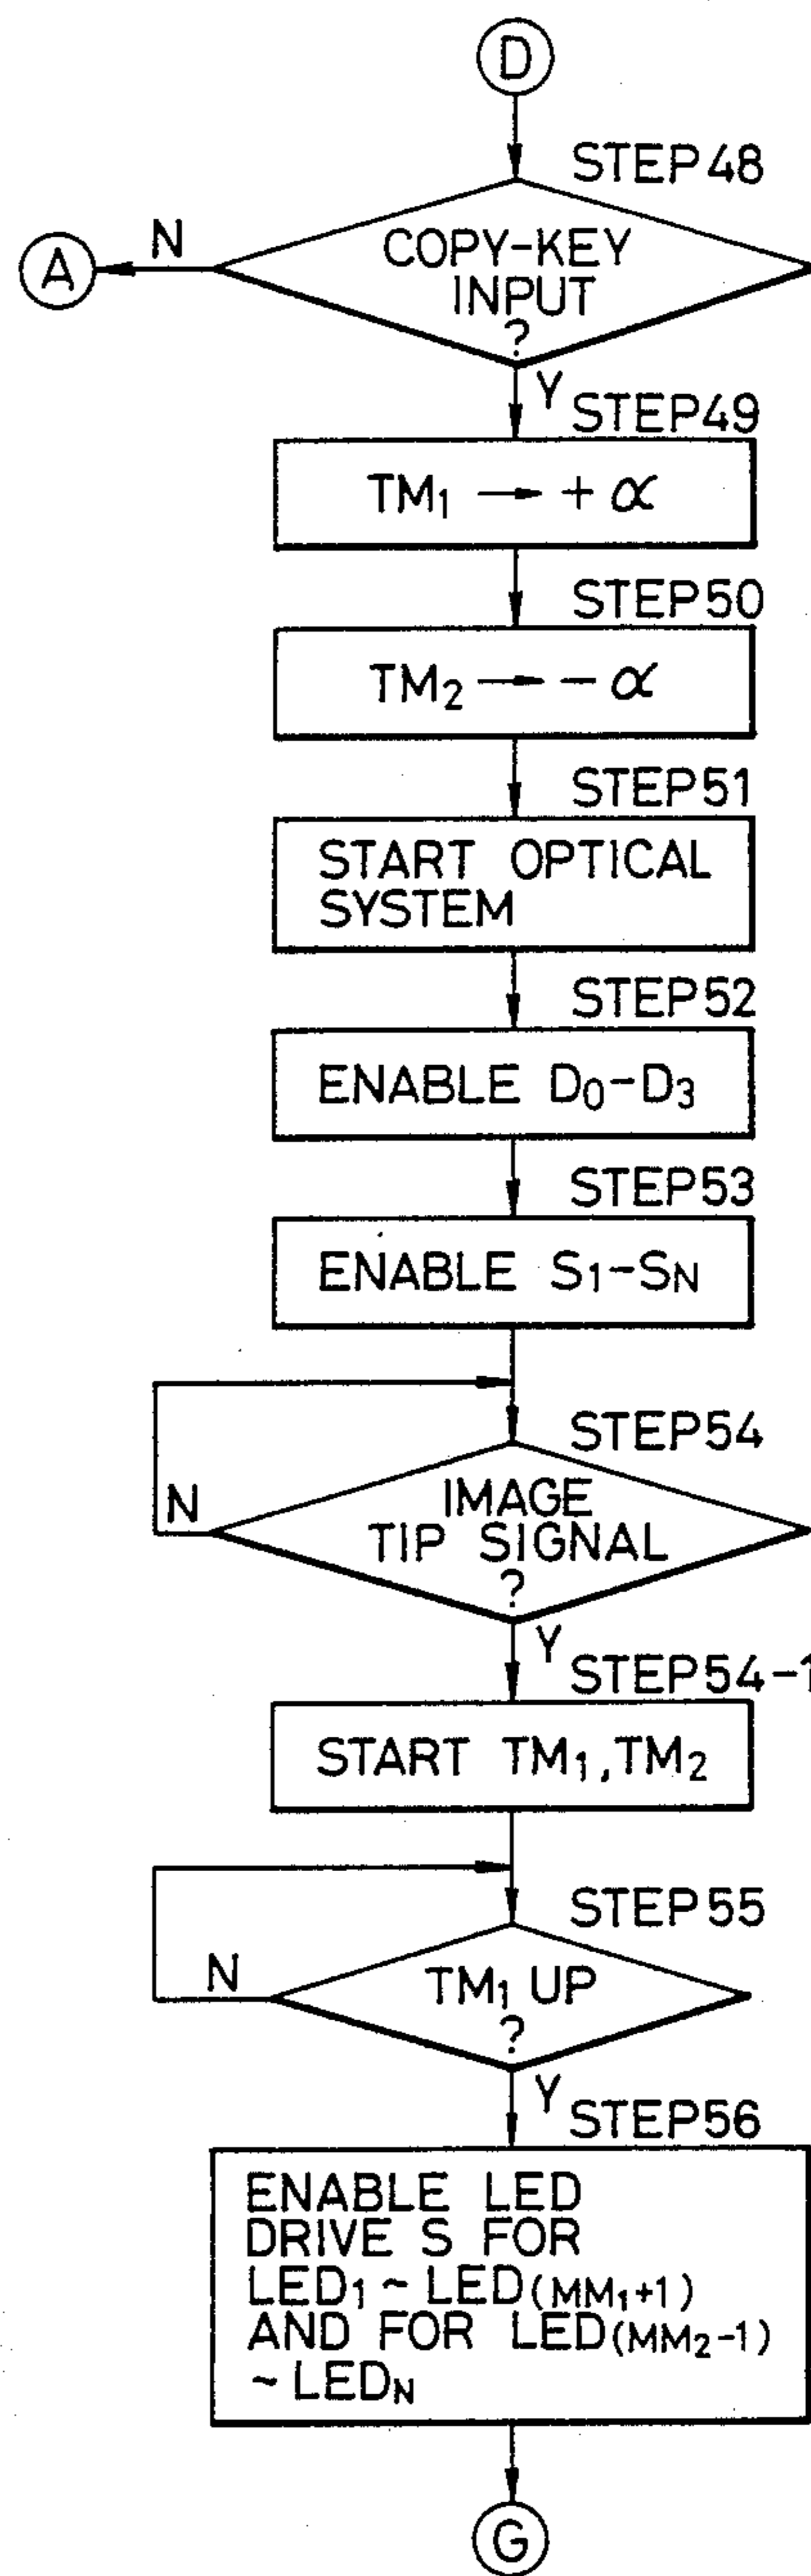 D
STEP48
A
N
COPY-KEY
INPUT
?
Y
STEP49
TM₁ → + α
STEP50
TM₂ → − α
STEP51
START OPTICAL
SYSTEM
STEP52
ENABLE D₀-D₃
STEP53
ENABLE S₁-Sɴ
STEP54
N
IMAGE
TIP SIGNAL
?
Y
STEP54-1
START TM₁,TM₂
STEP55
N
TM₁ UP
?
Y
STEP56
ENABLE LED
DRIVE S FOR
LED₁ ~ LED(MM₁+1)
AND FOR LED(MM₂-1)
~ LEDɴ
G